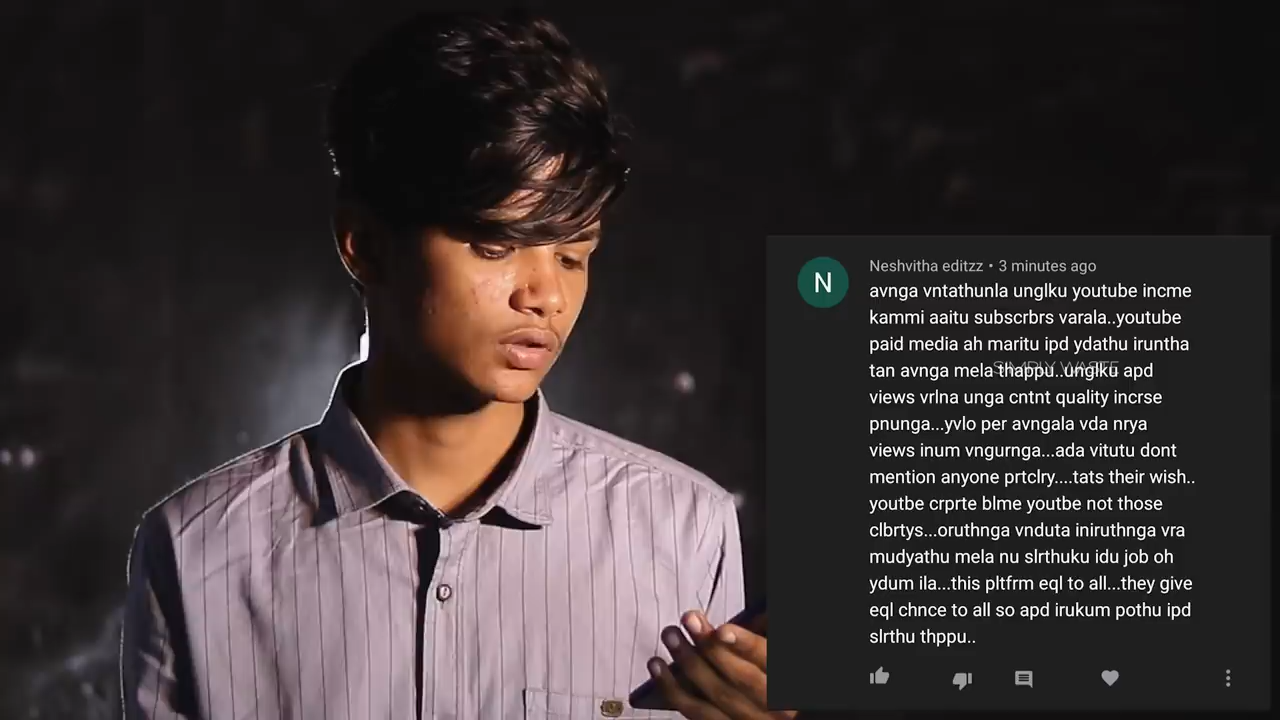 N
Neshvitha editzz • 3 minutes ago
avnga vntathunla unglku youtube incme
kammi aaitu subscrbrs varala..youtube
paid media ah maritu ipd ydathu iruntha
tan avnga mela thappu..unglku apd
SIMPLY WASTE
views vrlna unga cntnt quality incrse
pnunga...yvlo per avngala vda nrya
views inum vngurnga...ada vitutu dont
mention anyone prtclry....tats their wish..
youtbe crprte blme youtbe not those
clbrtys...oruthnga vnduta iniruthnga vra
mudyathu mela nu slrthuku idu job oh
ydum ila...this pltfrm eql to all...they give
eql chnce to all so apd irukum pothu ipd
slrthu thppu..